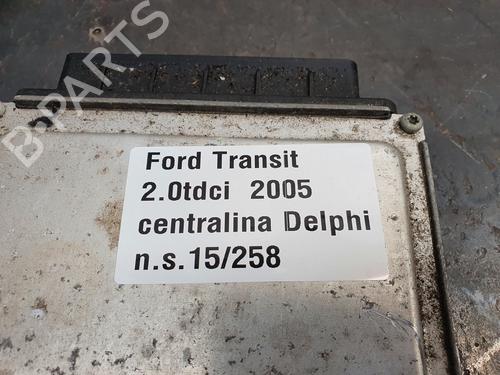 B-PARTS
Ford Transit
2.0tdci 2005
centralina Delphi
n.s.15/258